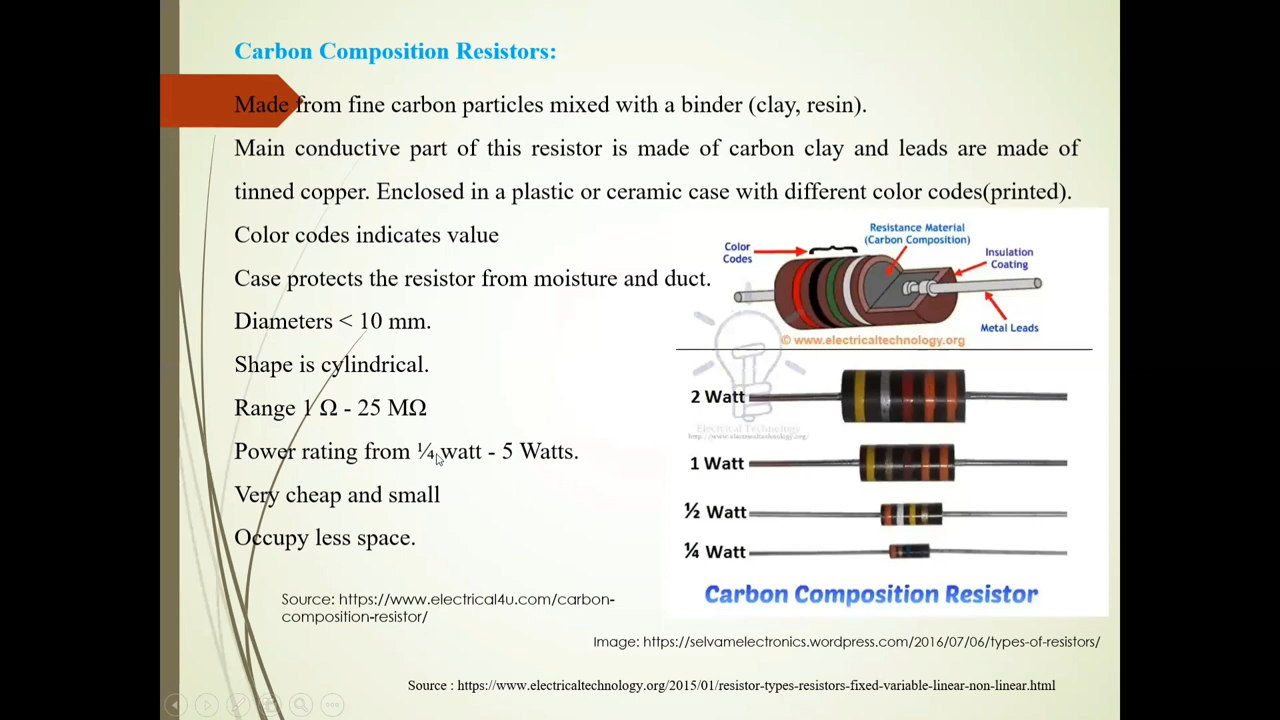 Carbon Composition Resistors:
Made from fine carbon particles mixed with a binder (clay, resin).
Main conductive part of this resistor is made of carbon clay and leads are made of
tinned copper. Enclosed in a plastic or ceramic case with different color codes(printed).
Color codes indicates value
Case protects the resistor from moisture and duct.
Diameters < 10 mm.
Shape is cylindrical.
Range 1 Ω - 25 MΩ
Power rating from ¼ watt - 5 Watts.
Very cheap and small
Occupy less space.
Resistance Material
(Carbon Composition)
Color
Codes
Insulation
Coating
Metal Leads
© www.electricaltechnology.org
2 Watt
Electrical Technology
http://www.electricaltechnology.org/
1 Watt
½ Watt
¼ Watt
Carbon Composition Resistor
Source: https://www.electrical4u.com/carbon-
composition-resistor/
Image: https://selvamelectronics.wordpress.com/2016/07/06/types-of-resistors/
Source : https://www.electricaltechnology.org/2015/01/resistor-types-resistors-fixed-variable-linear-non-linear.html